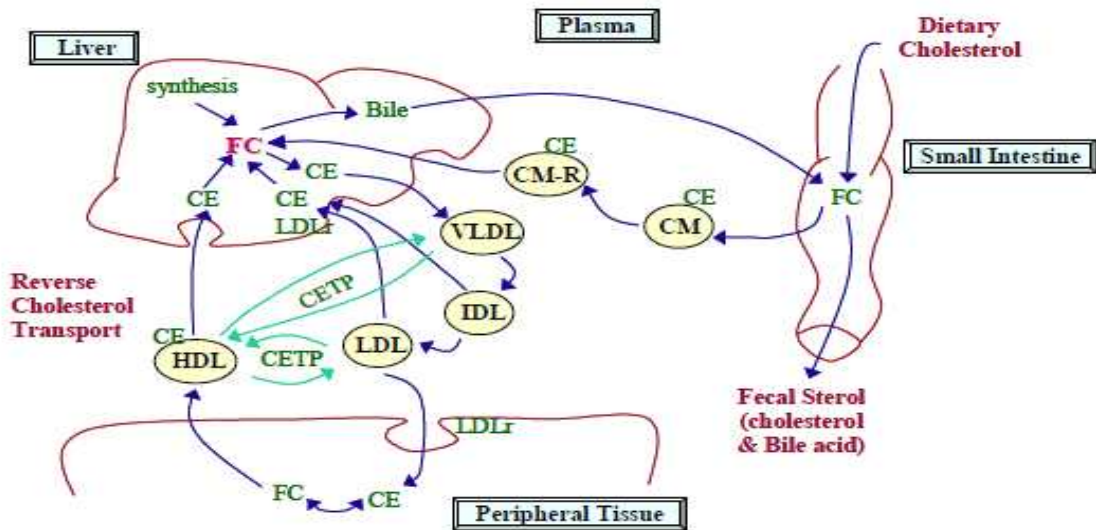 Plasma
Dietary
Cholesterol
Liver
synthesis
Bile
FC
CE
CE
CE
LDLr
CE
CM-R
CE
CM
Small Intestine
FC
VLDL
CETP
IDL
Reverse
Cholesterol
Transport
CE
HDL
CETP
LDL
Fecal Sterol
(cholesterol
& Bile acid)
LDLr
FC
CE
Peripheral Tissue